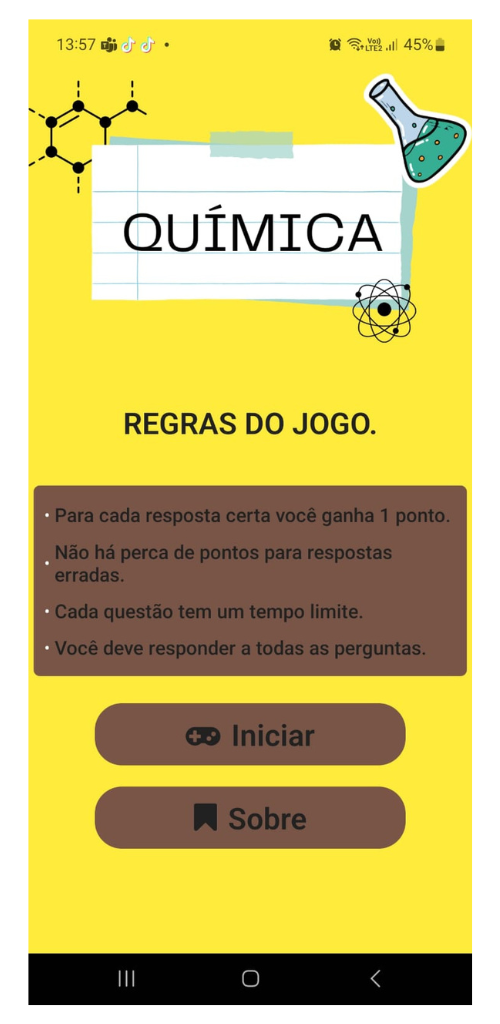 13:57
Vo)) LTE2 45%
QUÍMICA
REGRAS DO JOGO.
• Para cada resposta certa você ganha 1 ponto.
• Não há perca de pontos para respostas
erradas.
• Cada questão tem um tempo limite.
• Você deve responder a todas as perguntas.
Iniciar
Sobre